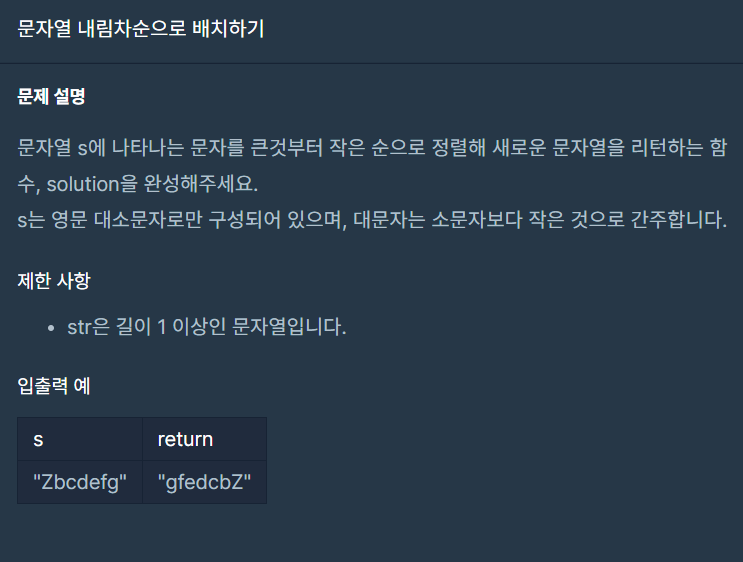 문자열 내림차순으로 배치하기
문제 설명
문자열 s에 나타나는 문자를 큰것부터 작은 순으로 정렬해 새로운 문자열을 리턴하는 함
수, solution을 완성해주세요.
s는 영문 대소문자로만 구성되어 있으며, 대문자는 소문자보다 작은 것으로 간주합니다.
제한 사항
• str은 길이 1 이상인 문자열입니다.
입출력 예
s return
"Zbcdefg" "gfedcbZ"